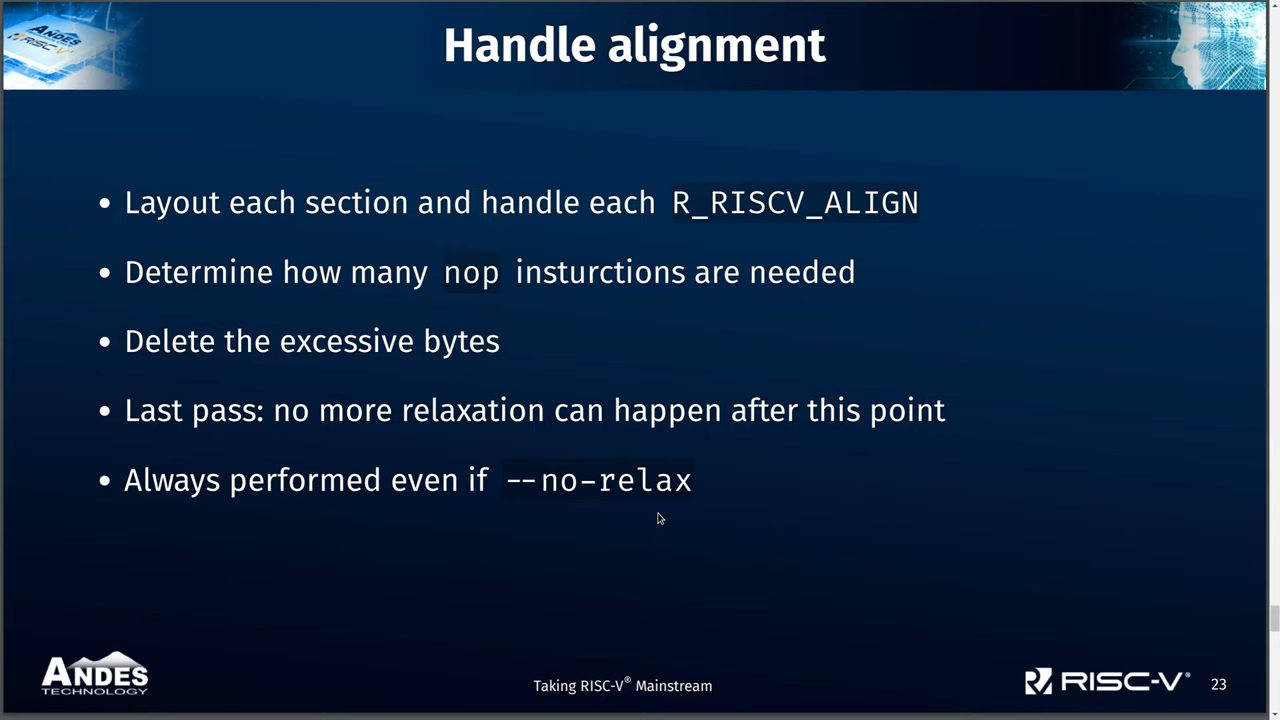 ANDES
RISC-V
Handle alignment
• Layout each section and handle each R_RISCV_ALIGN
• Determine how many nop insturctions are needed
• Delete the excessive bytes
• Last pass: no more relaxation can happen after this point
• Always performed even if --no-relax
ANDES
TECHNOLOGY
Taking RISC-V® Mainstream
RISC-V®
23